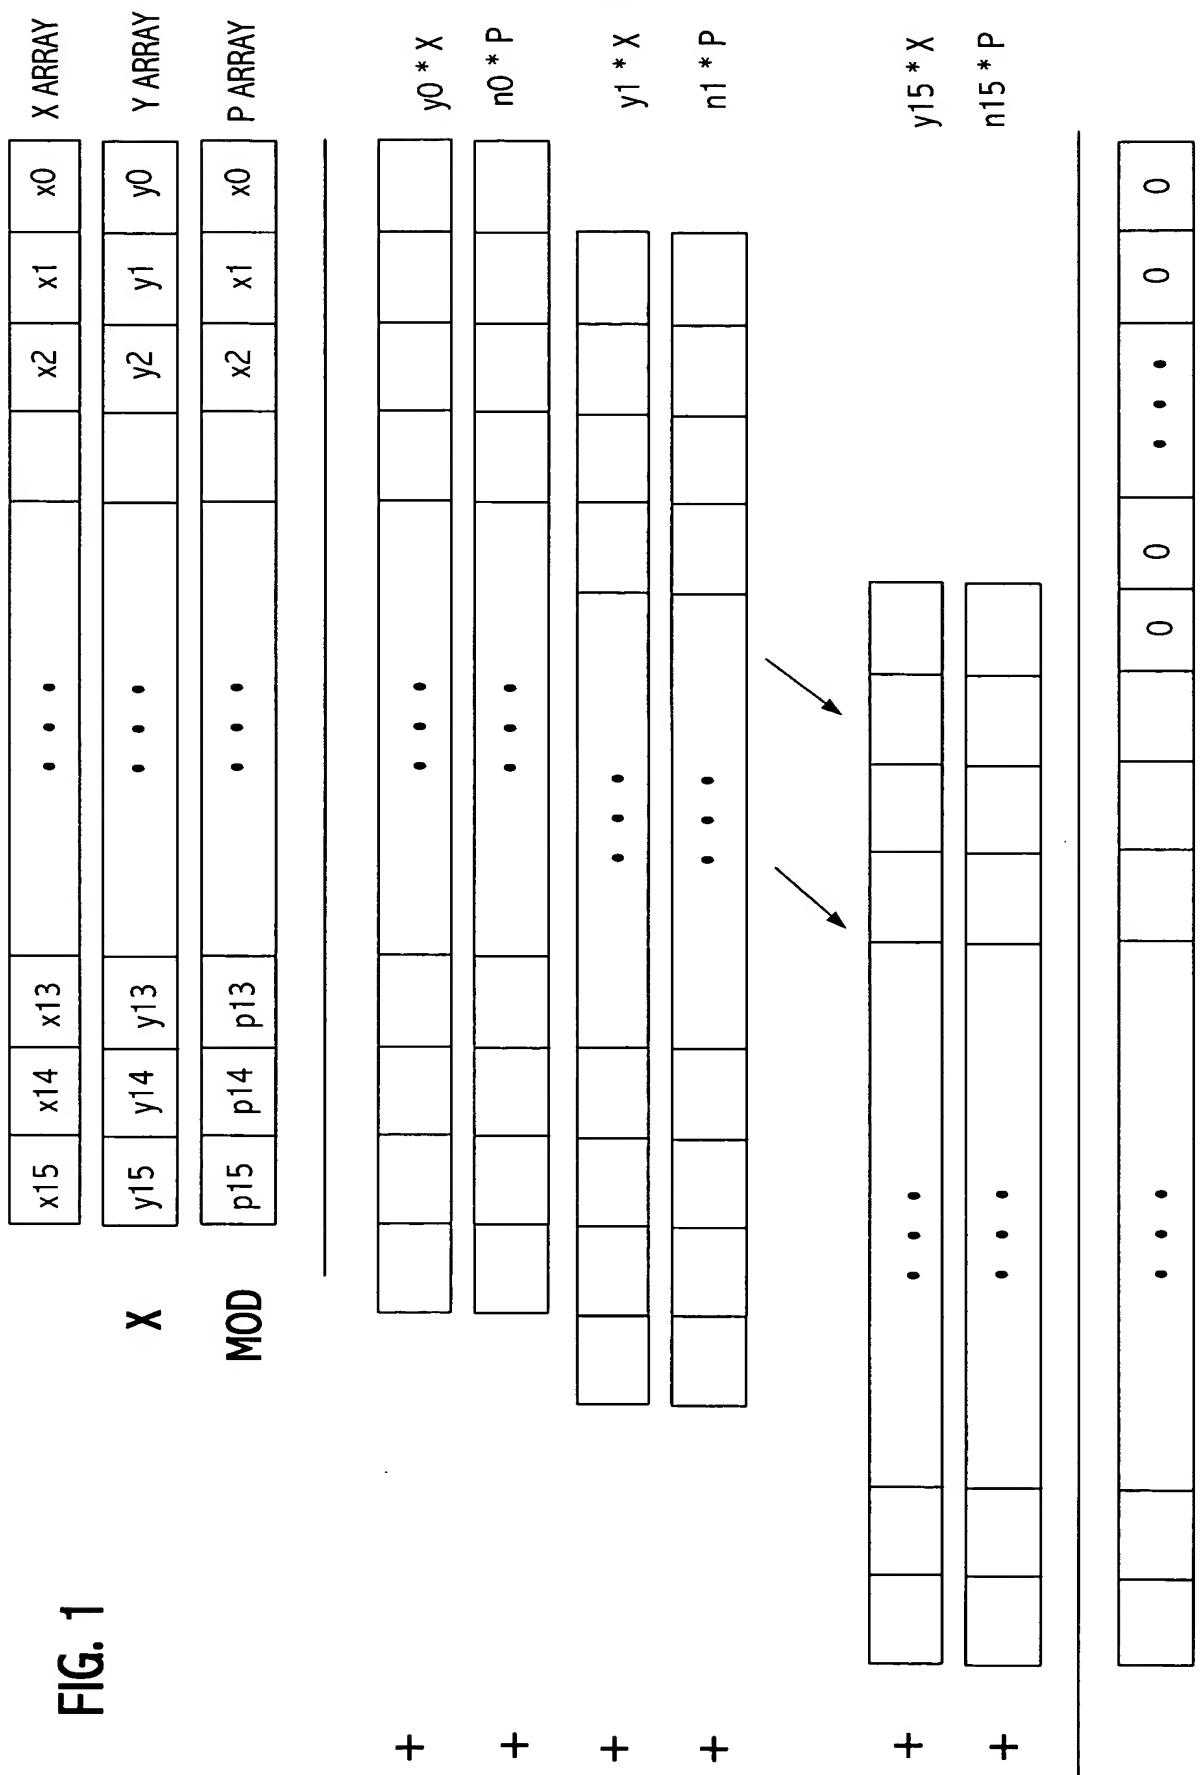 FIG. 1
x15 x14 x13 ••• x2 x1 x0 X ARRAY
X y15 y14 y13 ••• y2 y1 y0 Y ARRAY
MOD p15 p14 p13 ••• x2 x1 x0 P ARRAY
+ ••• y0 * X
+ ••• n0 * P
+ ••• y1 * X
+ ••• n1 * P
+ ••• y15 * X
+ ••• n15 * P
••• 0 0 ••• 0 0